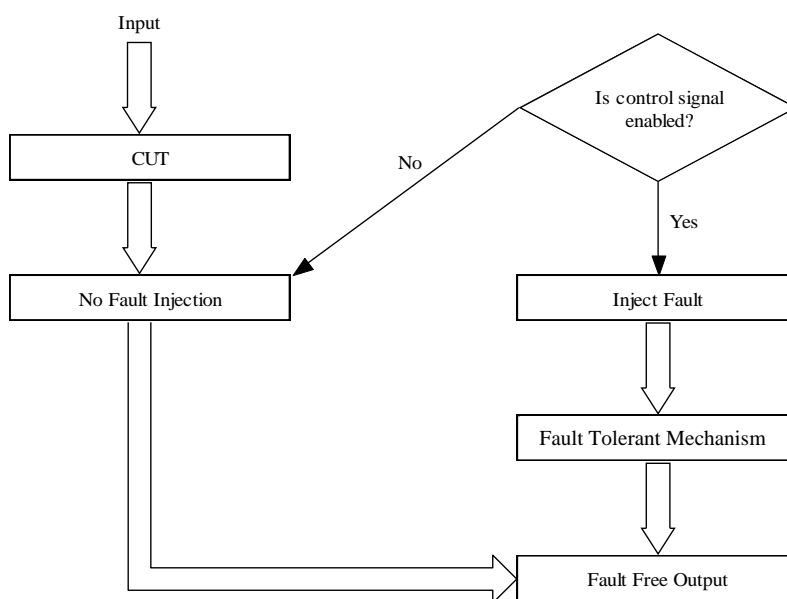 Input
Is control signal
enabled?
CUT
No
Yes
No Fault Injection
Inject Fault
Fault Tolerant Mechanism
Fault Free Output